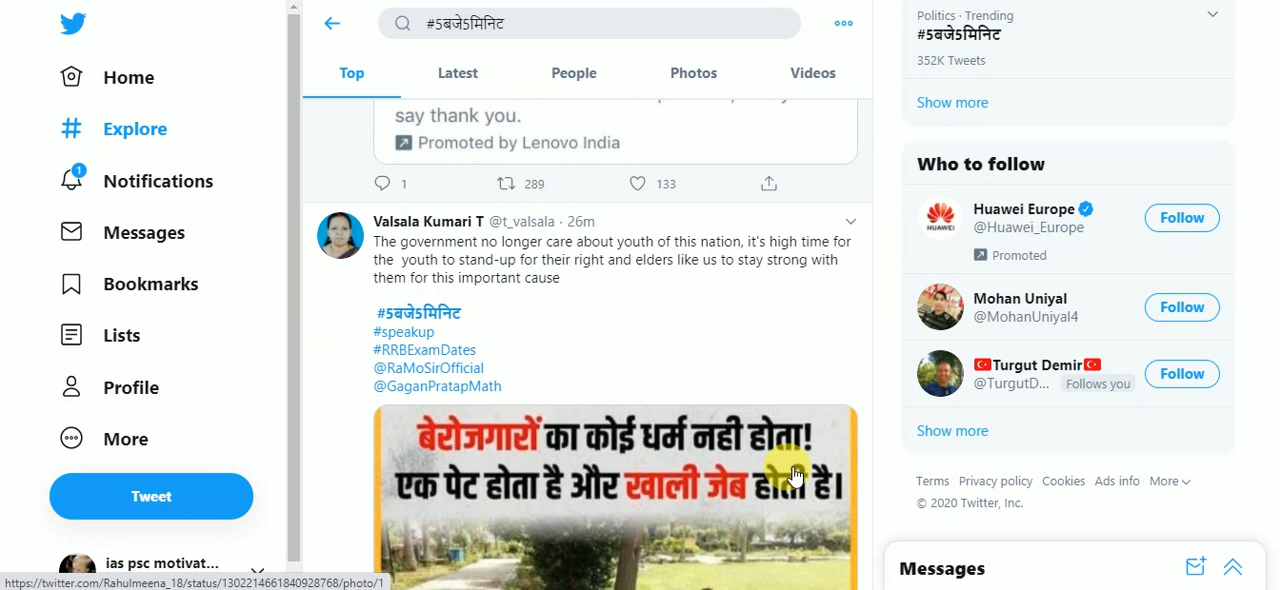 Home
Explore
1
Notifications
Messages
Bookmarks
Lists
Profile
More
Tweet
ias psc motivat...
https://twitter.com/Rahulmeena_18/status/1302214661840928768/photo/1
#5बजे5मिनिट
Top Latest People Photos Videos
say thank you.
Promoted by Lenovo India
1 289 133
Valsala Kumari T @t_valsala · 26m
The government no longer care about youth of this nation, it's high time for
the youth to stand-up for their right and elders like us to stay strong with
them for this important cause
#5बजे5मिनिट
#speakup
#RRBExamDates
@RaMoSirOfficial
@GaganPratapMath
बेरोजगारों का कोई धर्म नही होता!
एक पेट होता है और खाली जेब होती है।
Politics · Trending
#5बजे5मिनिट
352K Tweets
Show more
Who to follow
Huawei Europe
@Huawei_Europe
Follow
Promoted
HUAWEI
Mohan Uniyal
@MohanUniyal4
Follow
Turgut Demir
@TurgutD... Follows you
Follow
Show more
Terms Privacy policy Cookies Ads info More
© 2020 Twitter, Inc.
Messages